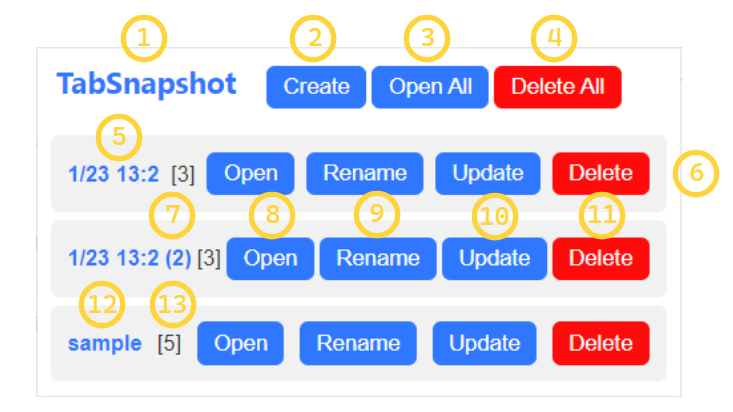 1 2 3 4
TabSnapshot Create Open All Delete All
5
1/23 13:2 [3] Open Rename Update Delete 6
7 8 9 10 11
1/23 13:2 (2) [3] Open Rename Update Delete
12 13
sample [5] Open Rename Update Delete